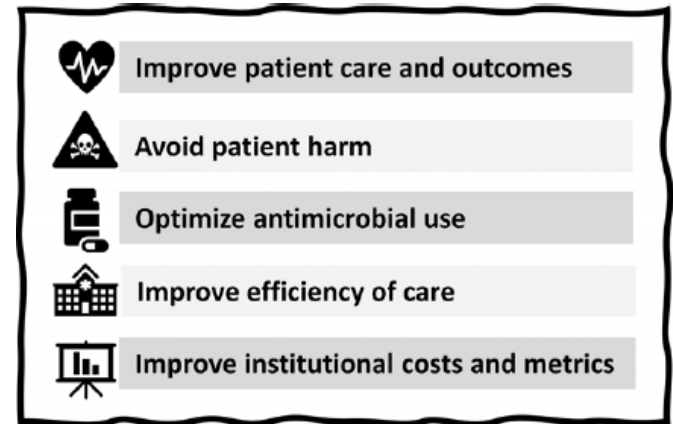 Improve patient care and outcomes
Avoid patient harm
Optimize antimicrobial use
Improve efficiency of care
Improve institutional costs and metrics